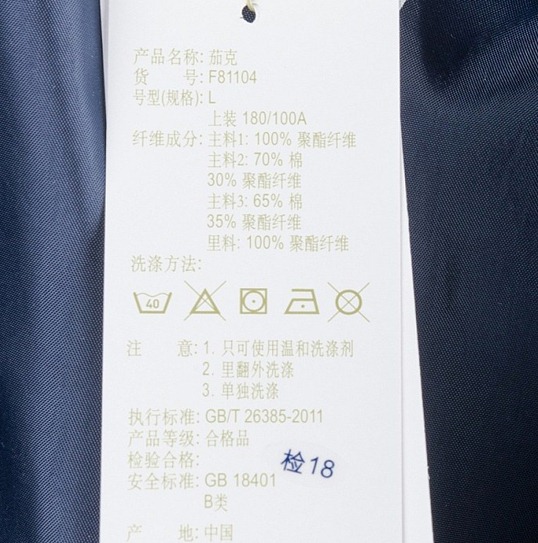 产品名称: 茄克
货 号: F81104
号型(规格): L
上装 180/100A
纤维成分: 主料1: 100% 聚酯纤维
主料2: 70% 棉
30% 聚酯纤维
主料3: 65% 棉
35% 聚酯纤维
里料: 100% 聚酯纤维
洗涤方法:
40
注 意: 1. 只可使用温和洗涤剂
2. 里翻外洗涤
3. 单独洗涤
执行标准: GB/T 26385-2011
产品等级: 合格品
检验合格: 检18
安全标准: GB 18401
B类
产 地: 中国